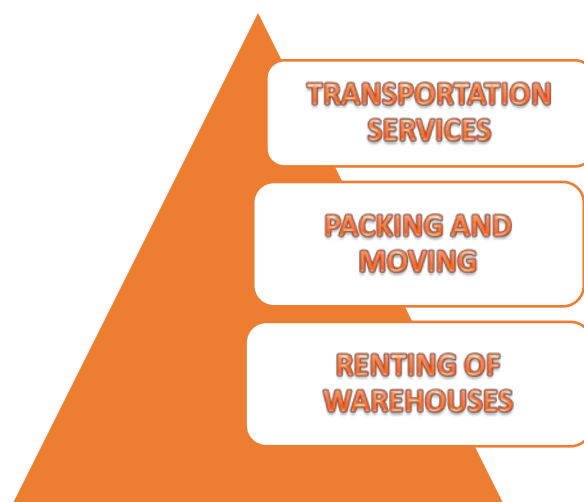 TRANSPORTATION
SERVICES
PACKING AND
MOVING
RENTING OF
WAREHOUSES